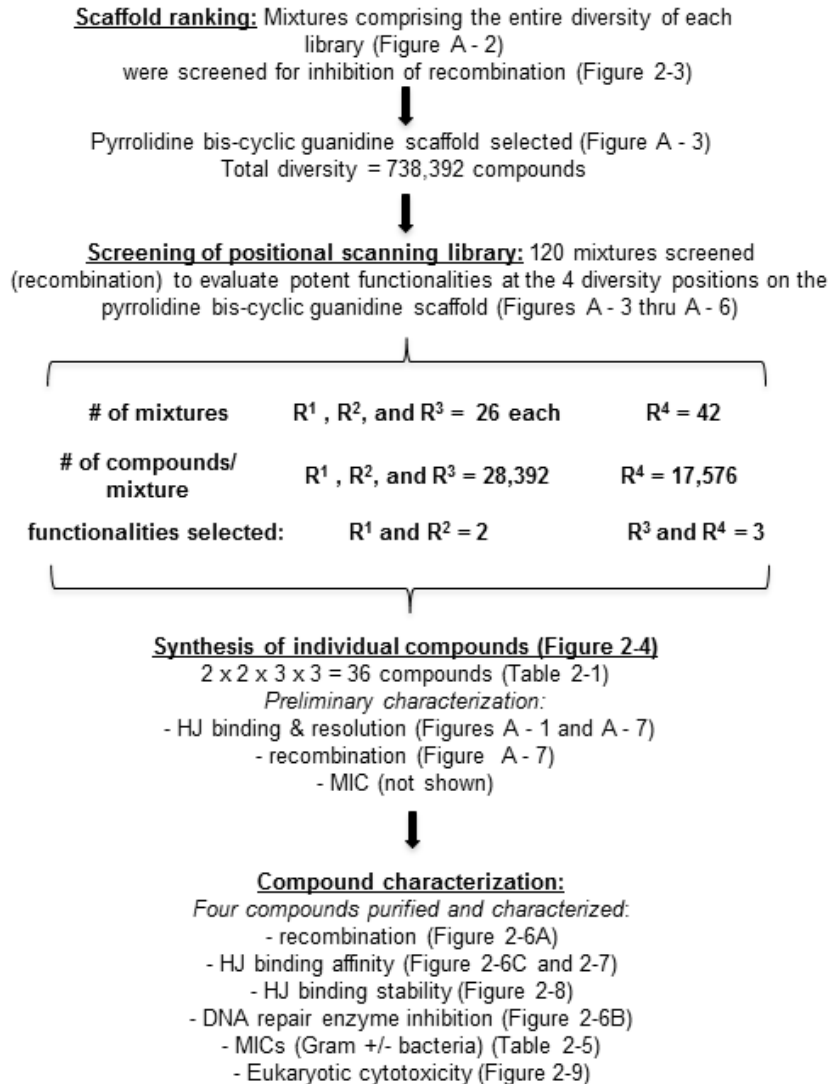 Scaffold ranking: Mixtures comprising the entire diversity of each
library (Figure A - 2)
were screened for inhibition of recombination (Figure 2-3)
Pyrrolidine bis-cyclic guanidine scaffold selected (Figure A - 3)
Total diversity = 738,392 compounds
Screening of positional scanning library: 120 mixtures screened
(recombination) to evaluate potent functionalities at the 4 diversity positions on the
pyrrolidine bis-cyclic guanidine scaffold (Figures A - 3 thru A - 6)
# of mixtures R¹ , R², and R³ = 26 each R⁴ = 42
# of compounds/
mixture R¹ , R², and R³ = 28,392 R⁴ = 17,576
functionalities selected: R¹ and R² = 2 R³ and R⁴ = 3
Synthesis of individual compounds (Figure 2-4)
2 x 2 x 3 x 3 = 36 compounds (Table 2-1)
Preliminary characterization:
- HJ binding & resolution (Figures A - 1 and A - 7)
- recombination (Figure A - 7)
- MIC (not shown)
Compound characterization:
Four compounds purified and characterized:
- recombination (Figure 2-6A)
- HJ binding affinity (Figure 2-6C and 2-7)
- HJ binding stability (Figure 2-8)
- DNA repair enzyme inhibition (Figure 2-6B)
- MICs (Gram +/- bacteria) (Table 2-5)
- Eukaryotic cytotoxicity (Figure 2-9)